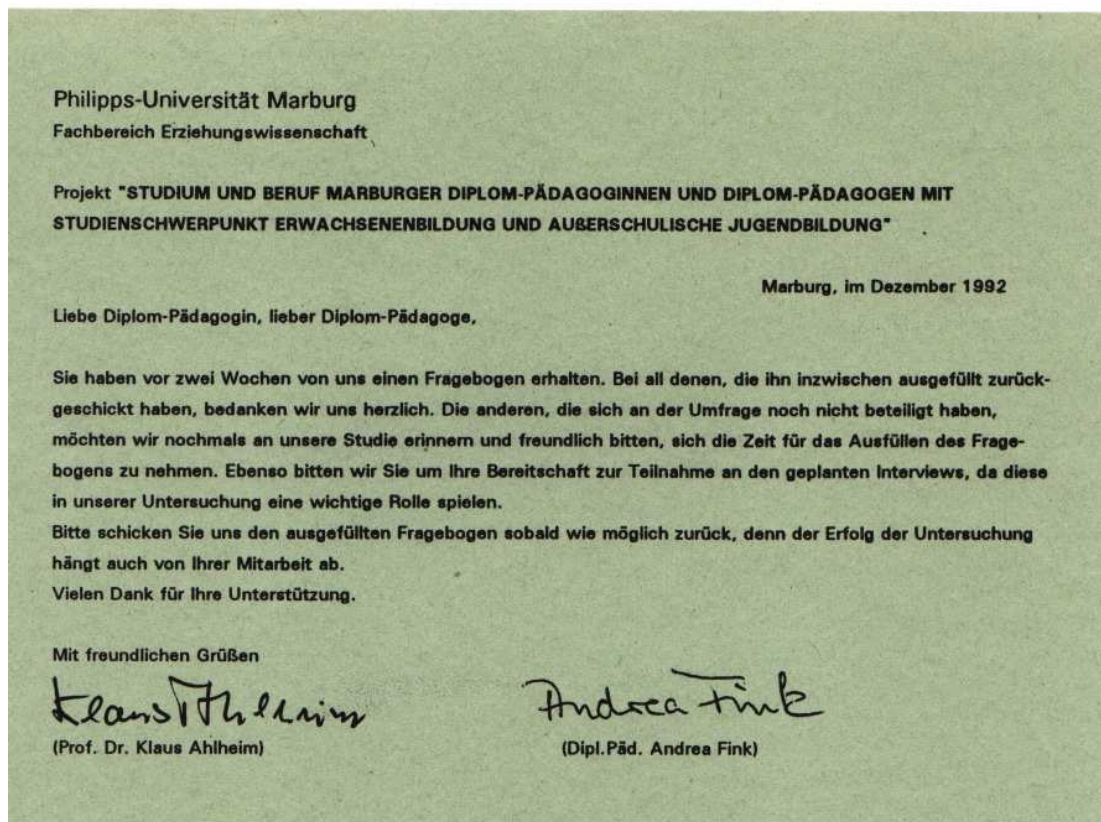 Philipps-Universität Marburg
Fachbereich Erziehungswissenschaft
Projekt "STUDIUM UND BERUF MARBURGER DIPLOM-PÄDAGOGINNEN UND DIPLOM-PÄDAGOGEN MIT
STUDIENSCHWERPUNKT ERWACHSENENBILDUNG UND AUßERSCHULISCHE JUGENDBILDUNG"
Marburg, im Dezember 1992
Liebe Diplom-Pädagogin, lieber Diplom-Pädagoge,
Sie haben vor zwei Wochen von uns einen Fragebogen erhalten. Bei all denen, die ihn inzwischen ausgefüllt zurück-
geschickt haben, bedanken wir uns herzlich. Die anderen, die sich an der Umfrage noch nicht beteiligt haben,
möchten wir nochmals an unsere Studie erinnern und freundlich bitten, sich die Zeit für das Ausfüllen des Frage-
bogens zu nehmen. Ebenso bitten wir Sie um Ihre Bereitschaft zur Teilnahme an den geplanten Interviews, da diese
in unserer Untersuchung eine wichtige Rolle spielen.
Bitte schicken Sie uns den ausgefüllten Fragebogen sobald wie möglich zurück, denn der Erfolg der Untersuchung
hängt auch von Ihrer Mitarbeit ab.
Vielen Dank für Ihre Unterstützung.
Mit freundlichen Grüßen
Klaus Ahlheim Andrea Fink
(Prof. Dr. Klaus Ahlheim) (Dipl.Päd. Andrea Fink)